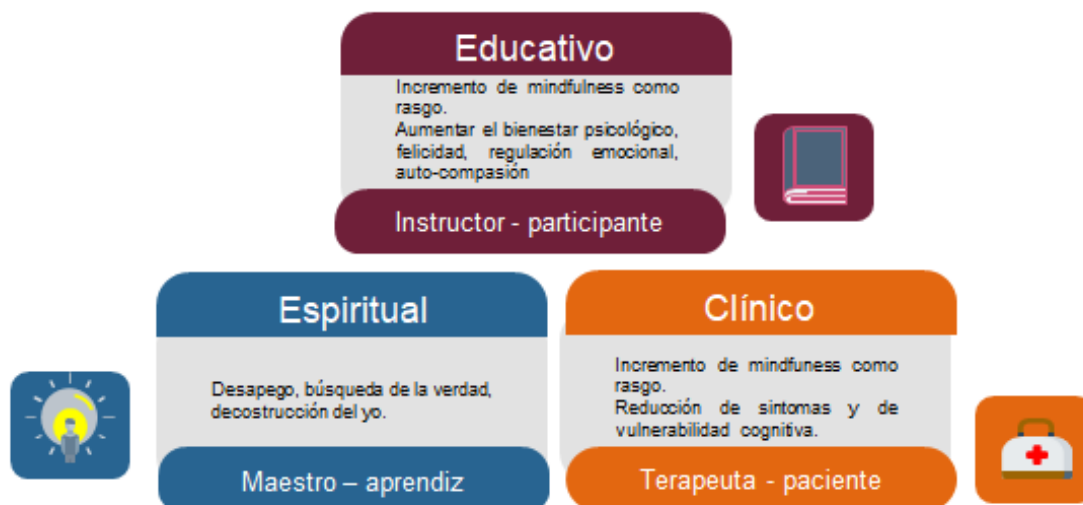 Educativo
Incremento de mindfulness como
rasgo.
Aumentar el bienestar psicológico,
felicidad, regulación emocional,
auto-compasión
Instructor - participante
Espiritual
Desapego, búsqueda de la verdad,
decostrucción del yo.
Maestro – aprendiz
Clínico
Incremento de mindfuness como
rasgo.
Reducción de sintomas y de
vulnerabilidad cognitiva.
Terapeuta - paciente